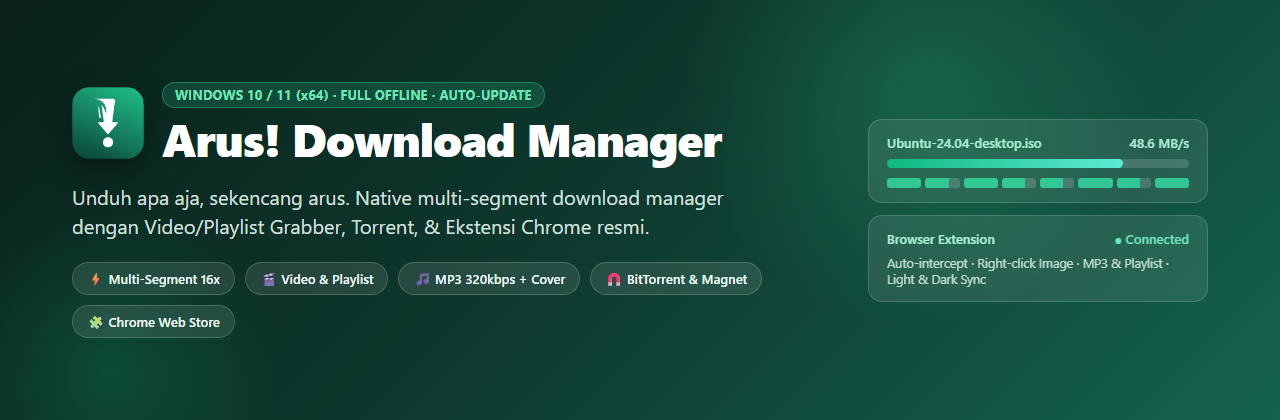 WINDOWS 10 / 11 (x64) · FULL OFFLINE · AUTO-UPDATE
Arus! Download Manager
Unduh apa aja, sekencang arus. Native multi-segment download manager
dengan Video/Playlist Grabber, Torrent, & Ekstensi Chrome resmi.
Multi-Segment 16x
Video & Playlist
MP3 320kbps + Cover
BitTorrent & Magnet
Chrome Web Store
Ubuntu-24.04-desktop.iso 48.6 MB/s
Browser Extension ● Connected
Auto-intercept · Right-click Image · MP3 & Playlist ·
Light & Dark Sync